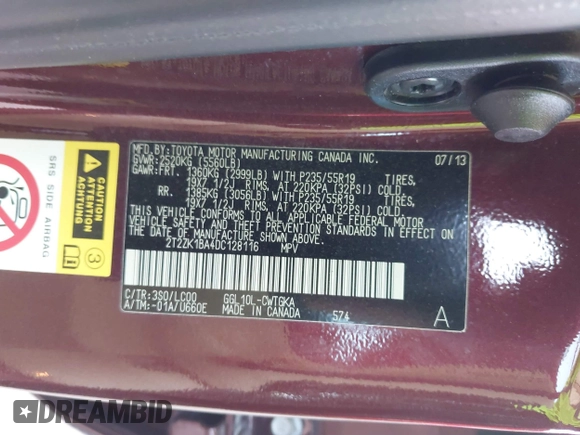 MFD.BY:TOYOTA MOTOR MANUFACTURING CANADA INC. 07/13
GVWR:2520KG (5560LB)
GAWR:FRT. 1360KG (2999LB) WITH P235/55R19 TIRES,
19X7 1/2J RIMS, AT 220KPA (32PSI) COLD
RR. 1385KG (3056LB) WITH P235/55R19 TIRES,
19X7 1/2J RIMS, AT 220KPA (32PSI) COLD
THIS VEHICLE CONFORMS TO ALL APPLICABLE FEDERAL MOTOR
VEHICLE SAFETY AND THEFT PREVENTION STANDARDS IN EFFECT
ON THE DATE OF MANUFACTURE SHOWN ABOVE.
2T2ZK1BA4DC128116 MPV
C/TR:3S0/LC00 GGL10L-CWTGKA
A/TM:-01A/U660E MADE IN CANADA 574 A
SRS SIDE AIRBAG
3
DREAMBID